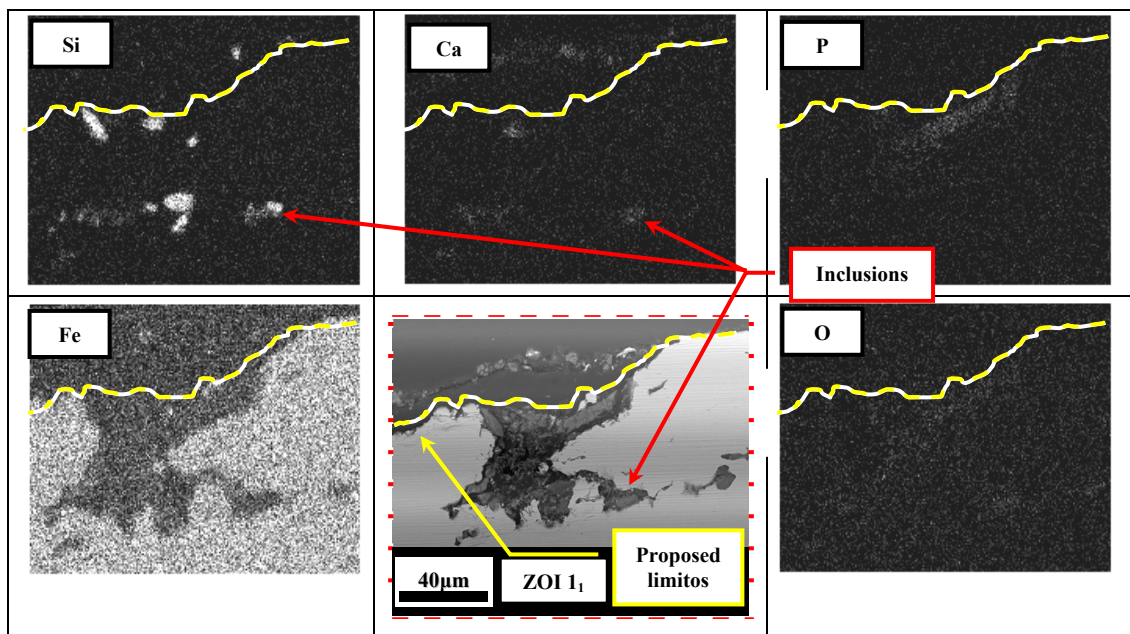 Si
Ca
P
Inclusions
Fe
O
40µm
ZOI 1₁
Proposed
limitos